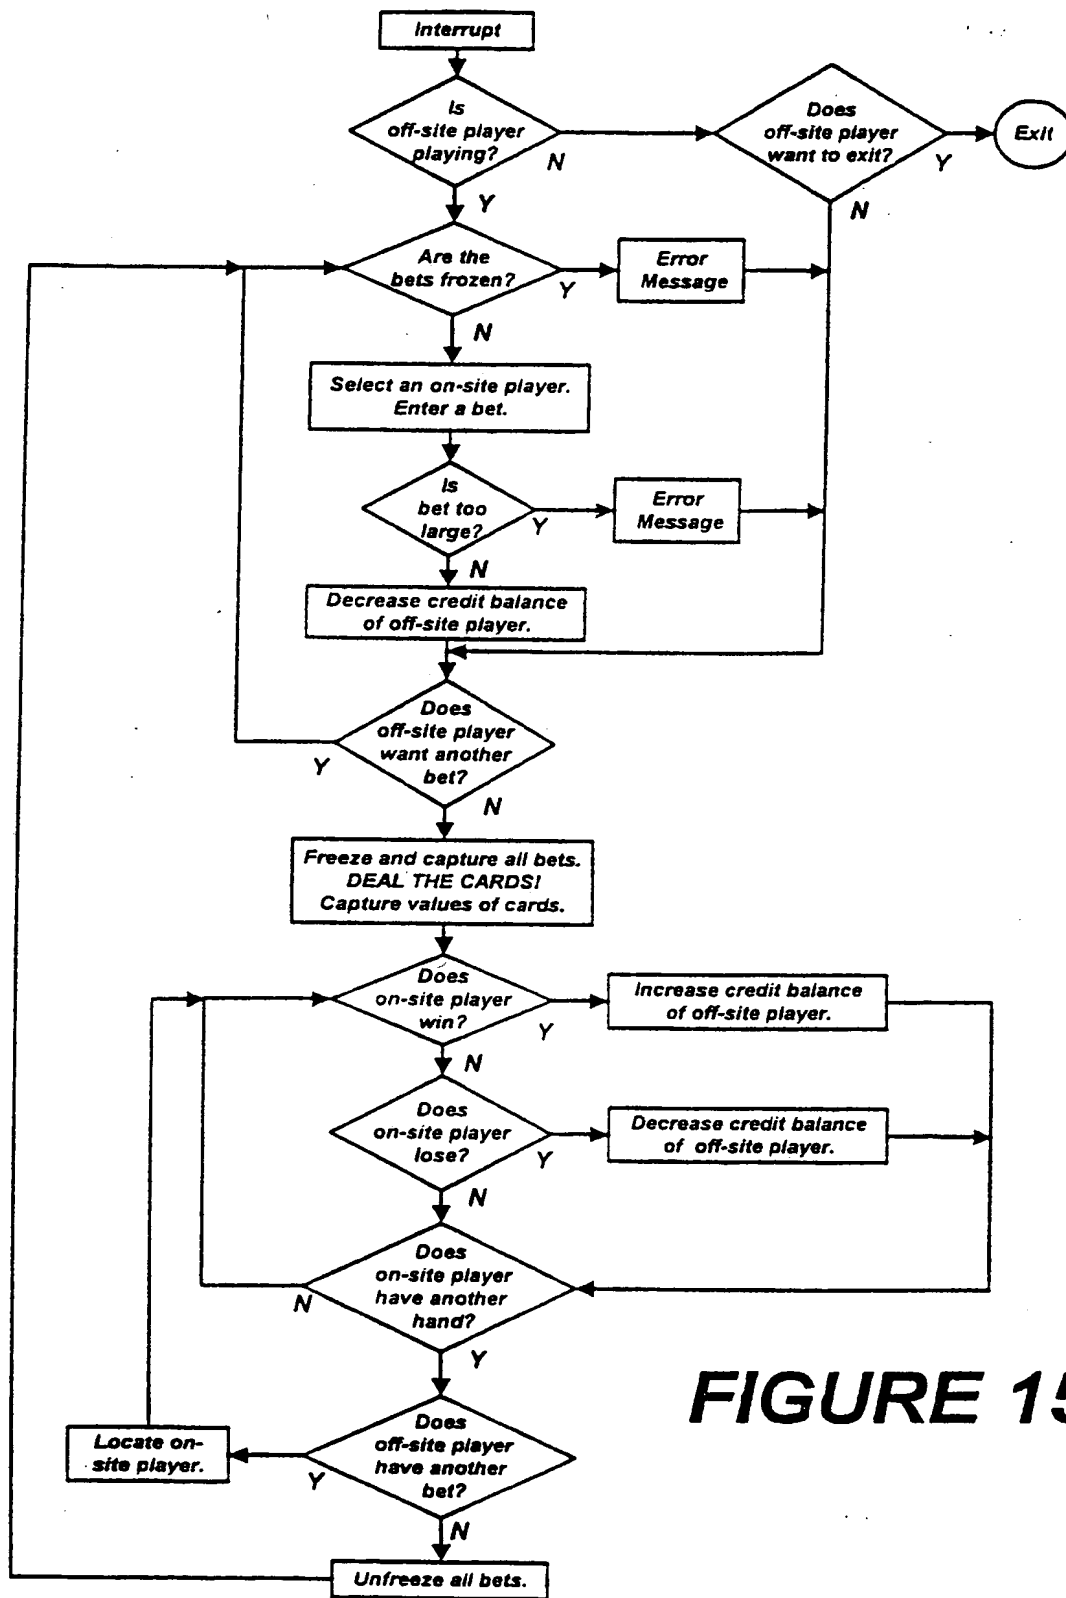 Interrupt
Is
off-site player
playing?
N
Y
Does
off-site player
want to exit?
Y
N
Exit
Are the
bets frozen?
Y
N
Error
Message
Select an on-site player.
Enter a bet.
Is
bet too
large?
Y
N
Error
Message
Decrease credit balance
of off-site player.
Does
off-site player
want another
bet?
Y
N
Freeze and capture all bets.
DEAL THE CARDS!
Capture values of cards.
Does
on-site player
win?
Y
N
Increase credit balance
of off-site player.
Does
on-site player
lose?
Y
N
Decrease credit balance
of off-site player.
Does
on-site player
have another
hand?
N
Y
Does
off-site player
have another
bet?
Y
N
Locate on-
site player.
Unfreeze all bets.
FIGURE 15